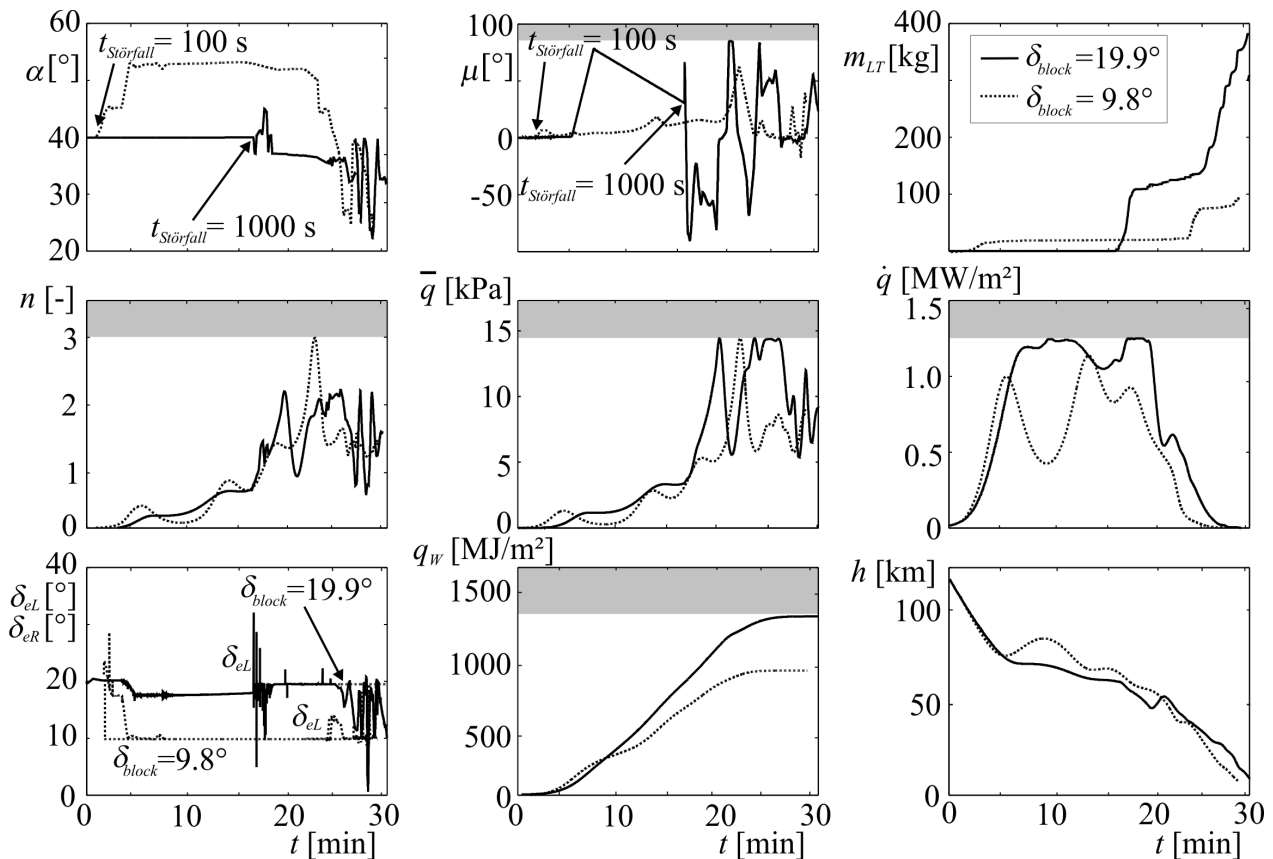 α [°]
40
30
20
t_Störfall = 100 s
t_Störfall = 1000 s
μ[°]
100
50
0
-50
t_Störfall = 100 s
t_Störfall = 1000 s
m_LT [kg]
400
300
200
100
0
δ_block = 19.9°
δ_block = 9.8°
n [-]
3
2
1
0
q̅ [kPa]
15
10
5
0
q̇ [MW/m²]
1.5
1.0
0.5
0
δ_eL [°]
δ_eR [°]
40
30
20
10
0
δ_block =19.9°
δ_eL
δ_eL
δ_block =9.8°
0 10 20 30
t [min]
q_W [MJ/m²]
1500
1000
500
0
0 10 20 30
t [min]
h [km]
100
50
0
0 10 20 30
t [min]